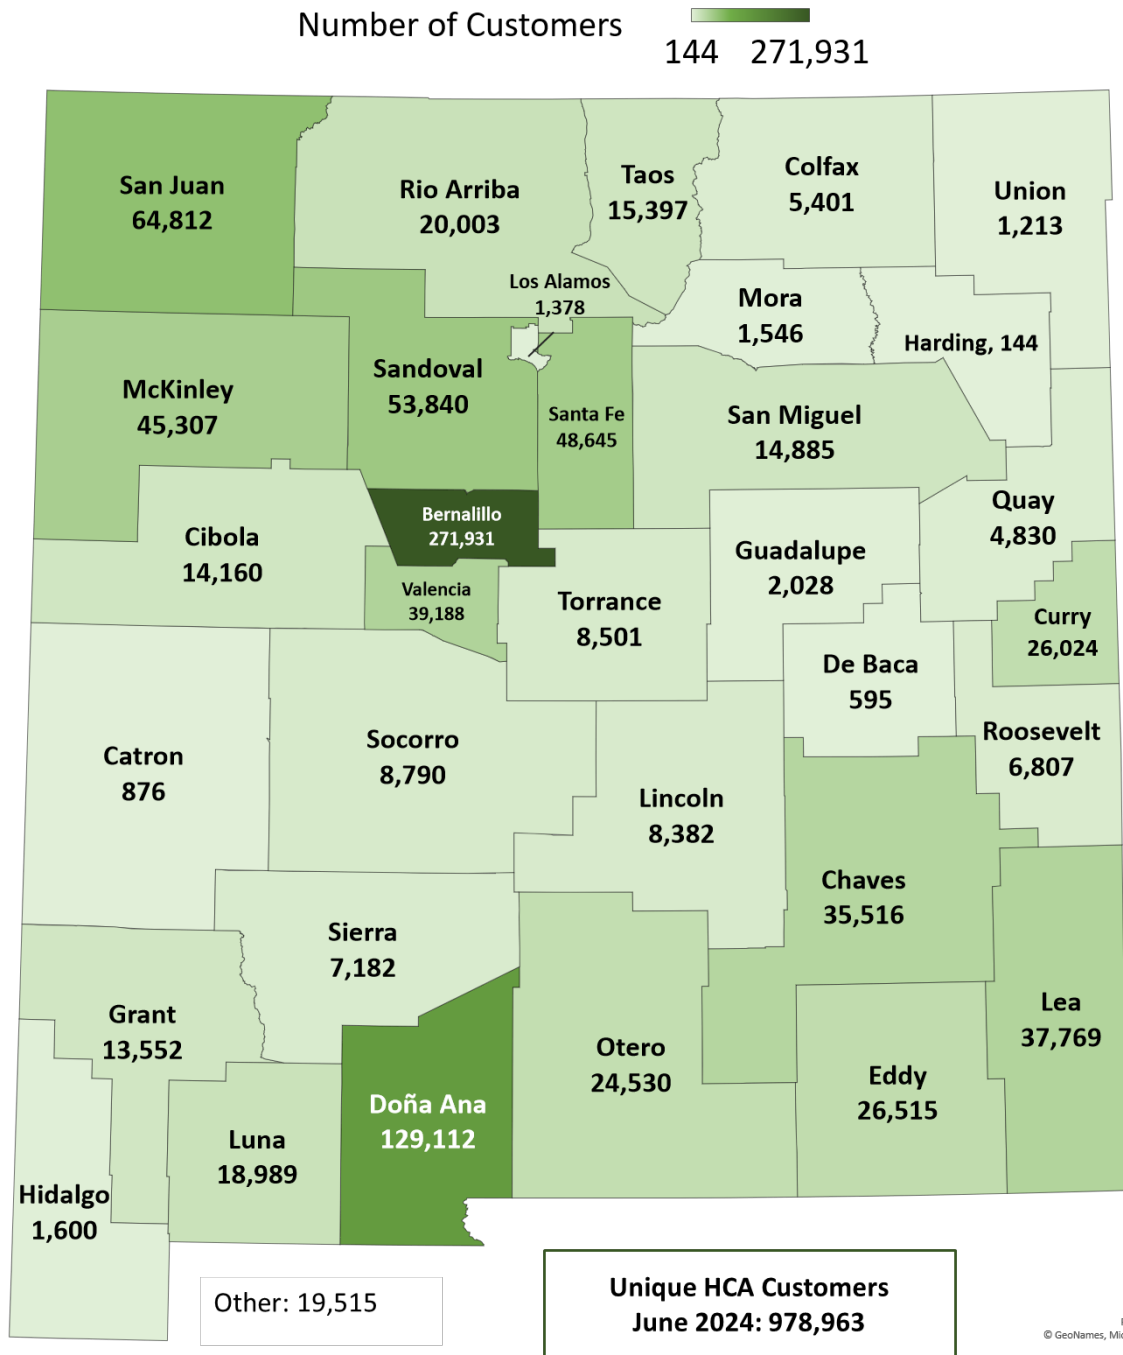 Number of Customers
144 271,931
San Juan
64,812
Rio Arriba
20,003
Taos
15,397
Colfax
5,401
Union
1,213
Los Alamos
1,378
Mora
1,546
Harding, 144
McKinley
45,307
Sandoval
53,840
Santa Fe
48,645
San Miguel
14,885
Quay
4,830
Cibola
14,160
Bernalillo
271,931
Guadalupe
2,028
Valencia
39,188
Torrance
8,501
Curry
26,024
De Baca
595
Catron
876
Socorro
8,790
Lincoln
8,382
Roosevelt
6,807
Chaves
35,516
Sierra
7,182
Grant
13,552
Otero
24,530
Lea
37,769
Eddy
26,515
Doña Ana
129,112
Luna
18,989
Hidalgo
1,600
Other: 19,515
Unique HCA Customers
June 2024: 978,963
© GeoNames, Mic